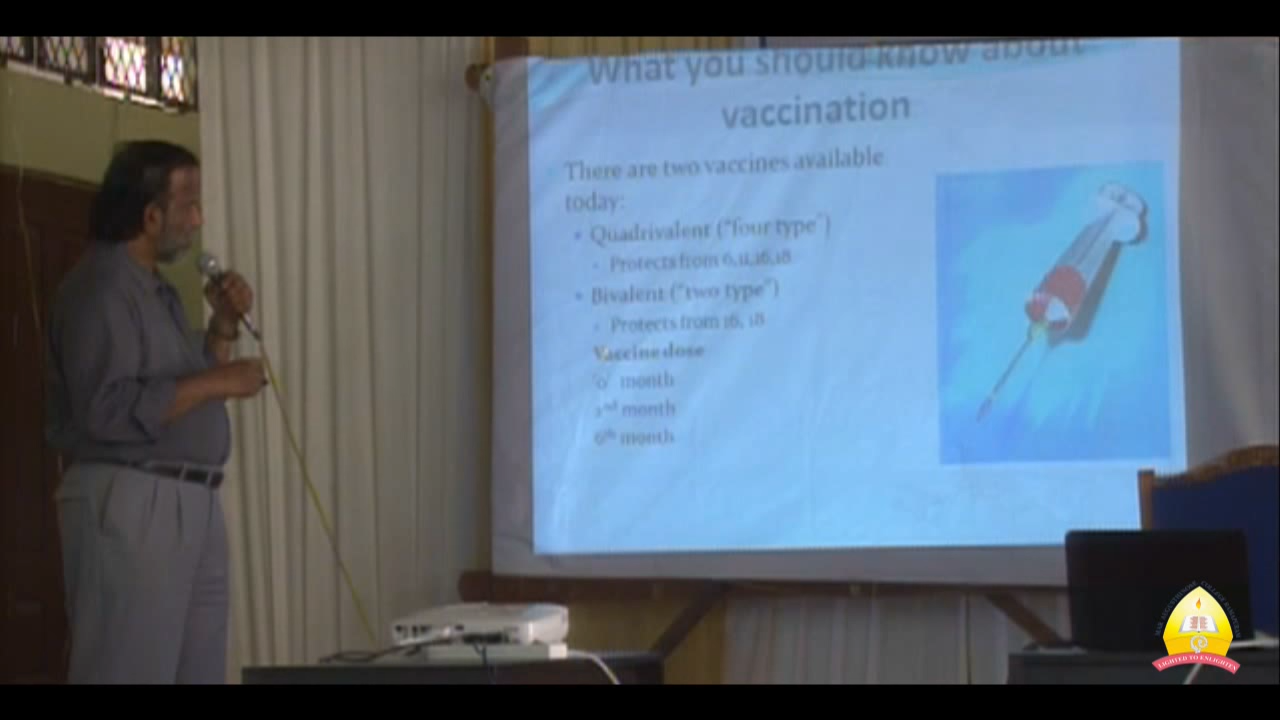 What you should know about
vaccination
There are two vaccines available
today:
• Quadrivalent ("four type")
• Protects from 6,11,16,18
• Bivalent ("two type")
• Protects from 16, 18
Vaccine dose
'0' month
2nd month
6th month
LIGHTED TO ENLIGHTEN